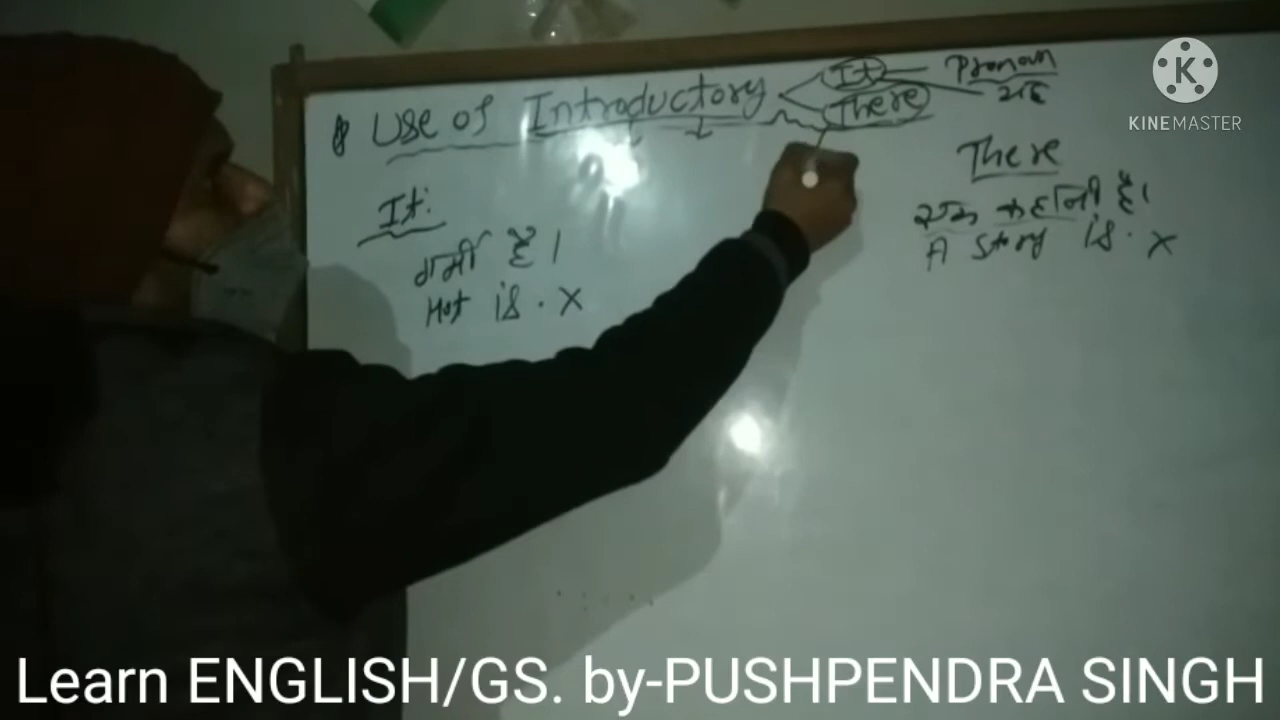 Use of Introductory
It
Pronoun
There
यह
It:
गर्मी है।
Hot is. ×
There
एक कहानी है।
A story is. ×
KINEMASTER
Learn ENGLISH/GS. by-PUSHPENDRA SINGH